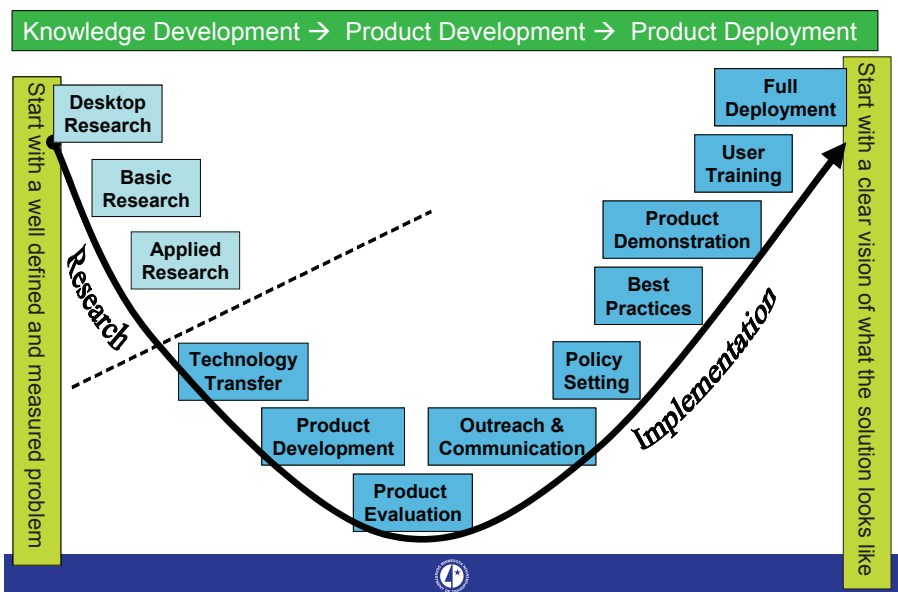 Knowledge Development → Product Development → Product Deployment
Start with a well defined and measured problem
Desktop
Research
Basic
Research
Applied
Research
Research
Technology
Transfer
Product
Development
Product
Evaluation
Outreach &
Communication
Policy
Setting
Best
Practices
Product
Demonstration
User
Training
Full
Deployment
Implementation
Start with a clear vision of what the solution looks like